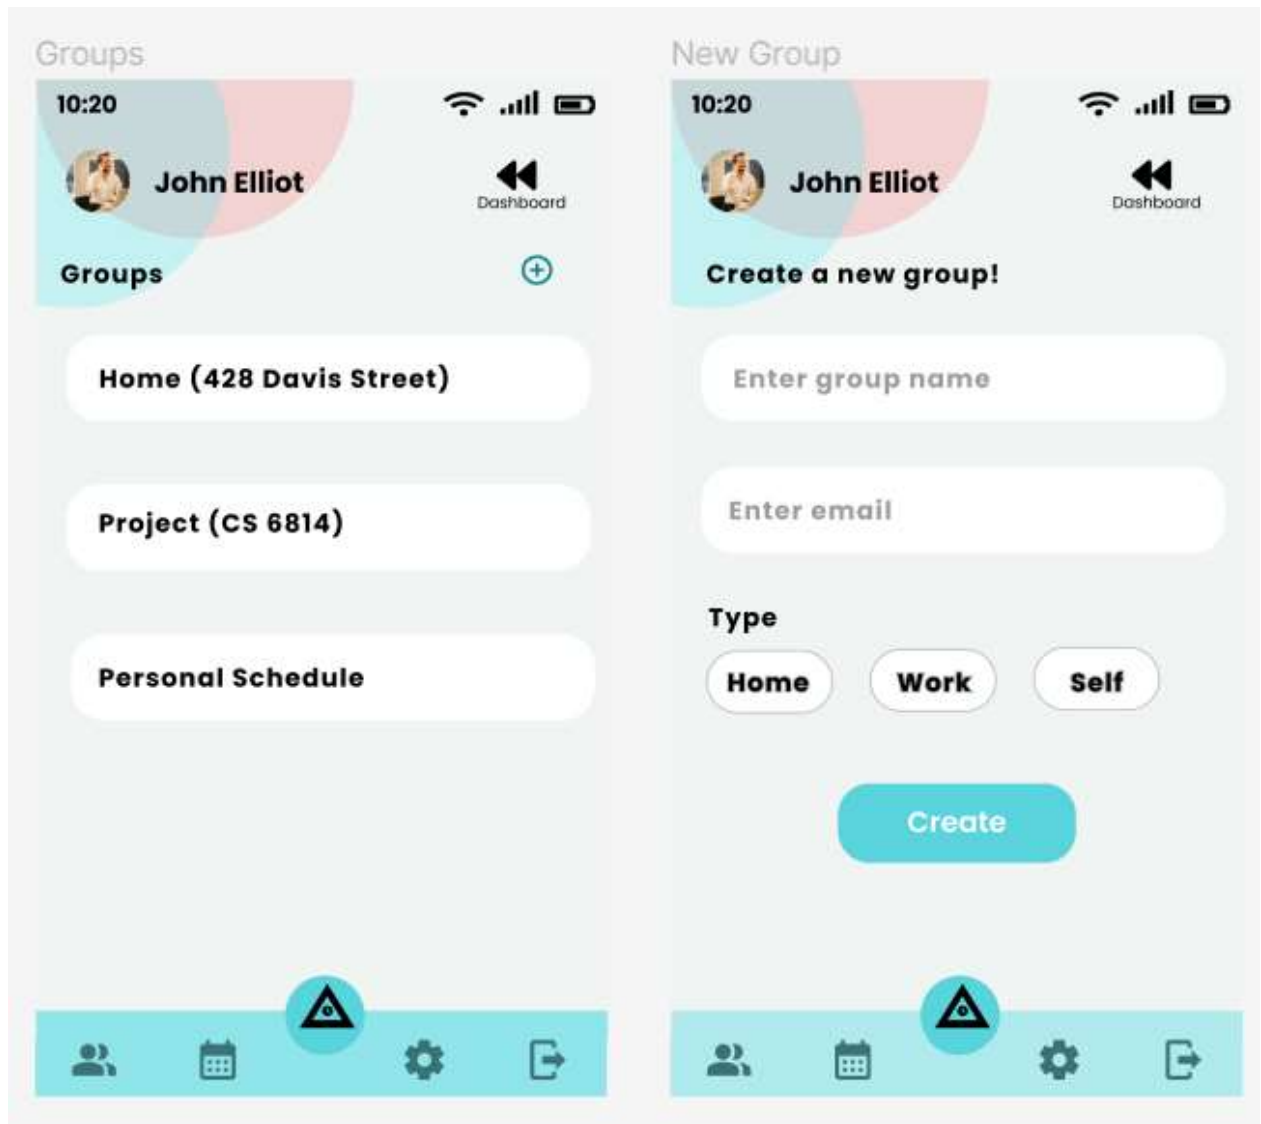 Groups
10:20
John Elliot
Dashboard
Groups
Home (428 Davis Street)
Project (CS 6814)
Personal Schedule
New Group
10:20
John Elliot
Dashboard
Create a new group!
Enter group name
Enter email
Type
Home Work Self
Create